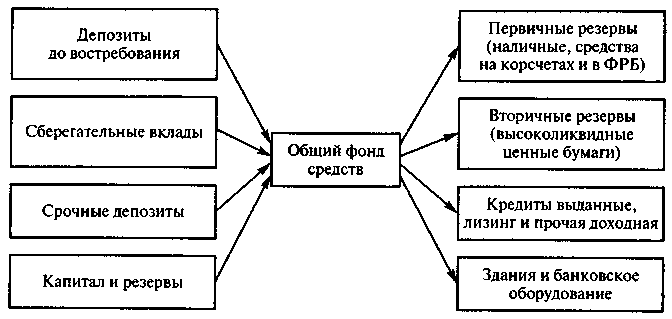 Депозиты
до востребования
Сберегательные вклады
Срочные депозиты
Капитал и резервы
Общий фонд
средств
Первичные резервы
(наличные, средства
на корсчетах и в ФРБ)
Вторичные резервы
(высоколиквидные
ценные бумаги)
Кредиты выданные,
лизинг и прочая доходная
Здания и банковское
оборудование